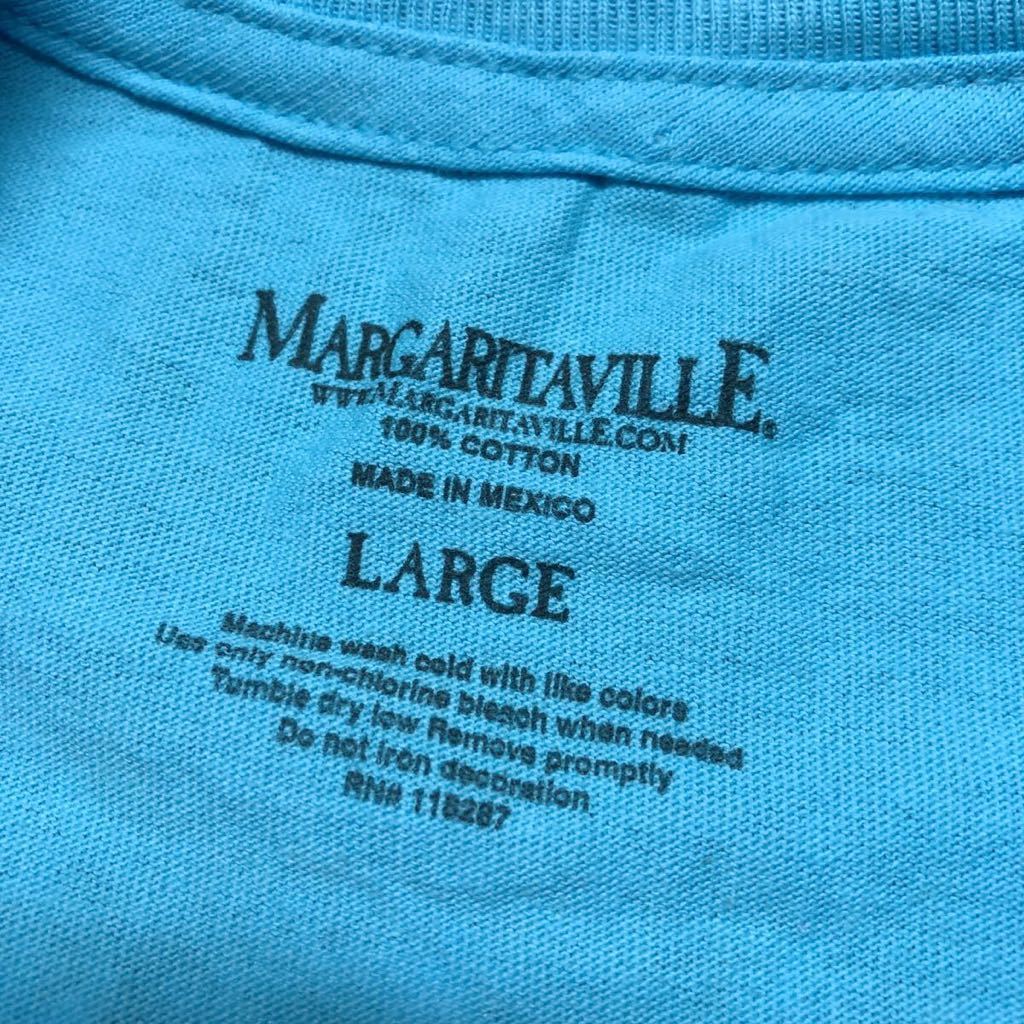 MARGARITAVILLE®
WWW.MARGARITAVILLE.COM
100% COTTON
MADE IN MEXICO
LARGE
Machine wash cold with like colors
Use only non-chlorine bleach when needed
Tumble dry low Remove promptly
Do not iron decoration
RN# 118287